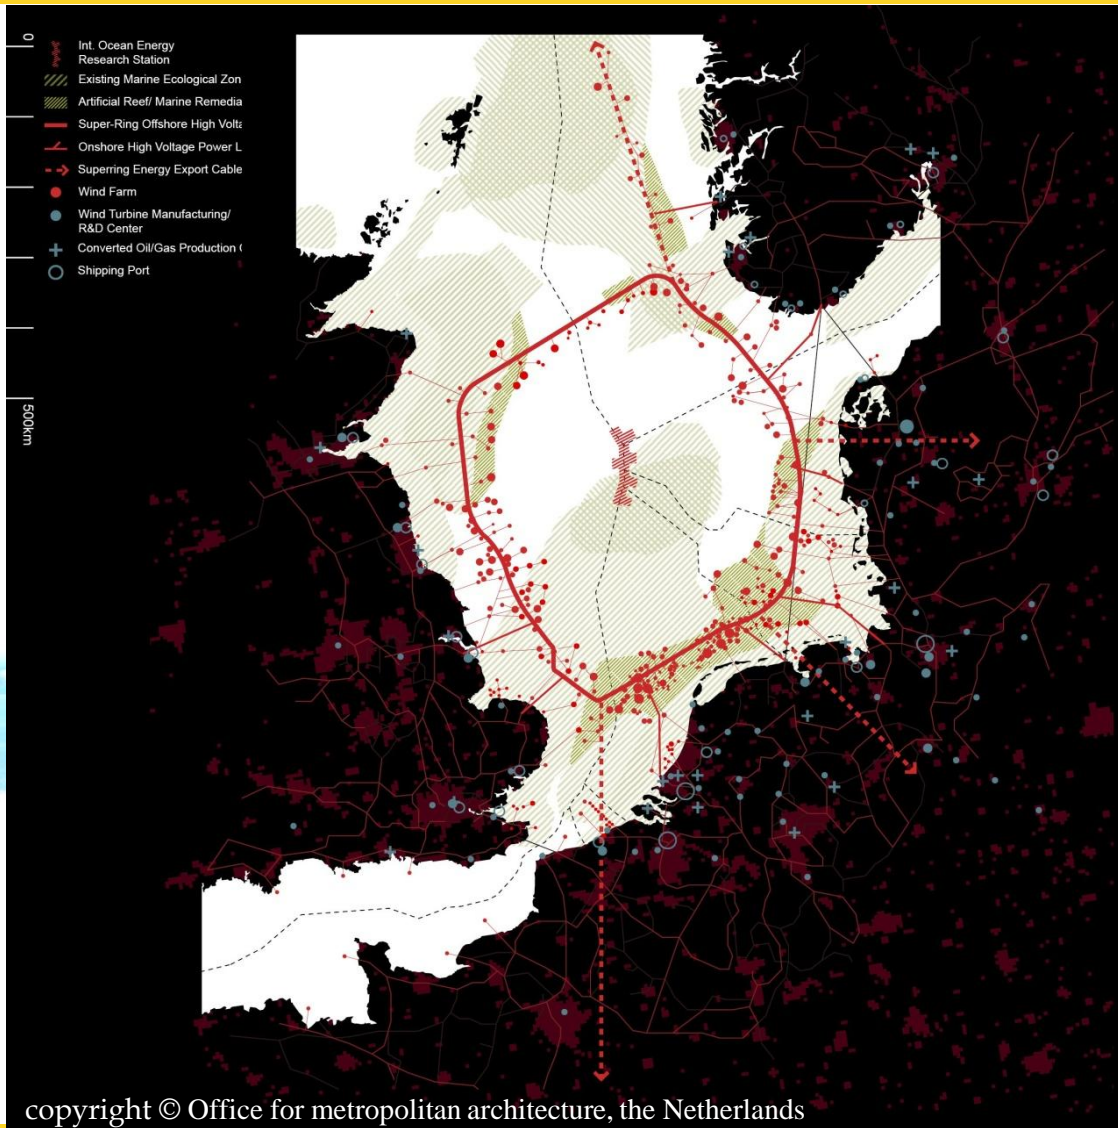 0
500km
Int. Ocean Energy
Research Station
Existing Marine Ecological Zon
Artificial Reef/ Marine Remedia
Super-Ring Offshore High Volta
Onshore High Voltage Power L
Superring Energy Export Cable
Wind Farm
Wind Turbine Manufacturing/
R&D Center
Converted Oil/Gas Production
Shipping Port
copyright © Office for metropolitan architecture, the Netherlands